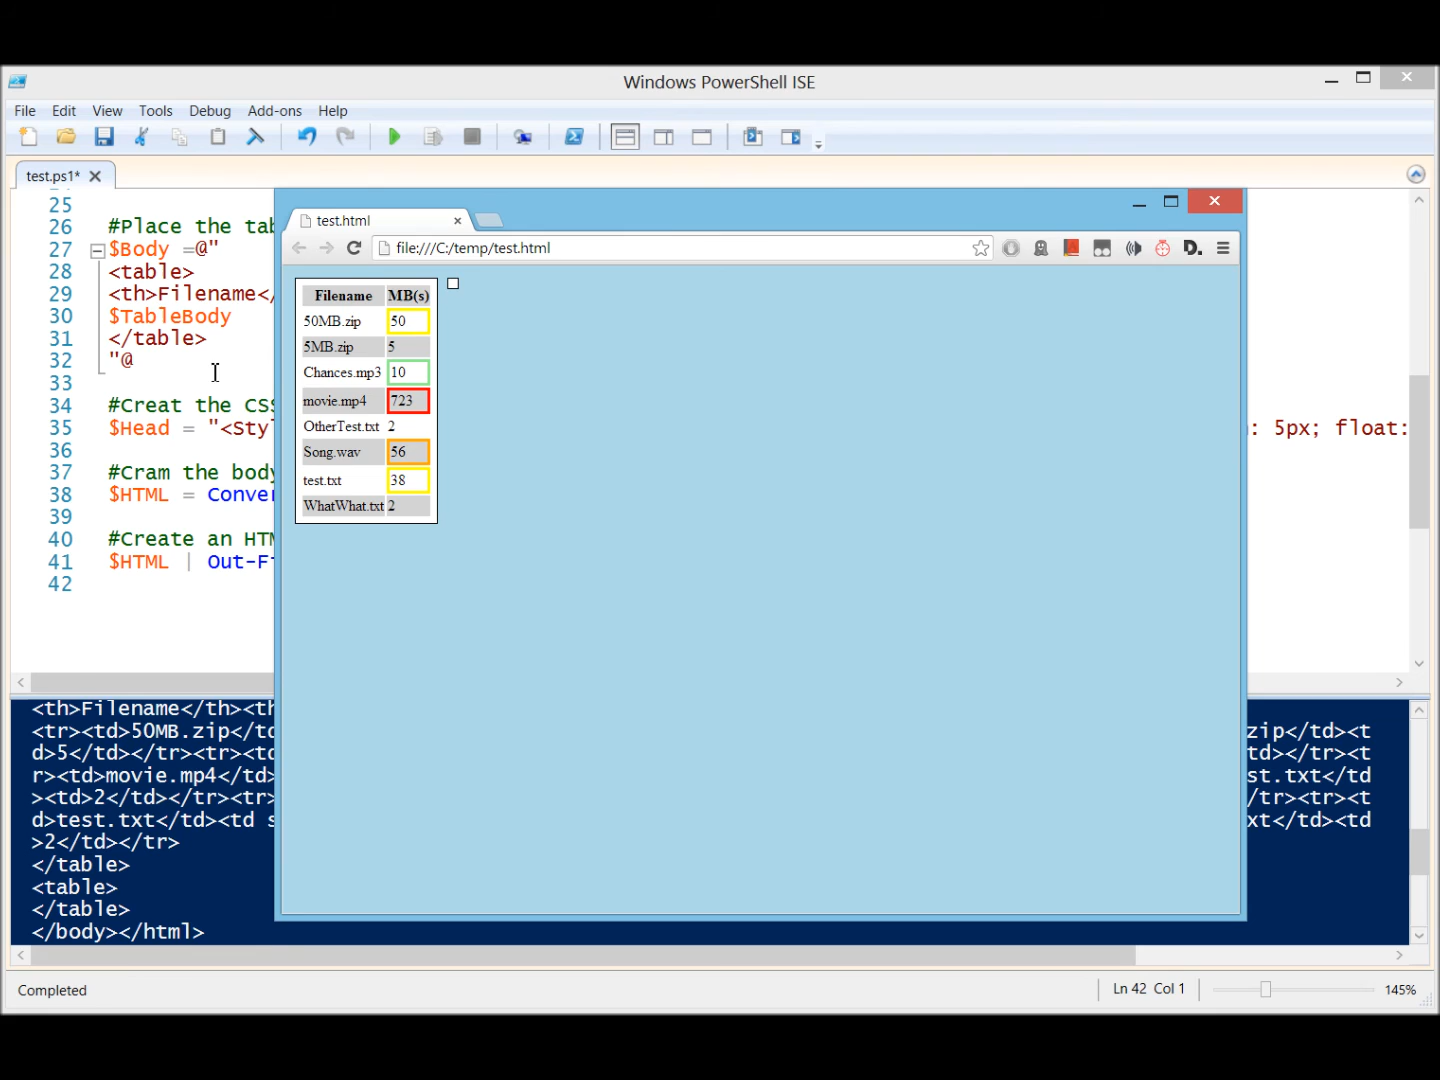 Windows PowerShell ISE
File Edit View Tools Debug Add-ons Help
test.ps1*
25
26 #Place the tab
27 $Body =@"
28 <table>
29 <th>Filename</
30 $TableBody
31 </table>
32 "@
33
34 #Creat the CSS
35 $Head = "<Sty : 5px; float:
36
37 #Cram the body
38 $HTML = Conver
39
40 #Create an HTM
41 $HTML | Out-Fi
42
test.html
file:///C:/temp/test.html
D.
Filename MB(s)
50MB.zip 50
5MB.zip 5
Chances.mp3 10
movie.mp4 723
OtherTest.txt 2
Song.wav 56
test.txt 38
WhatWhat.txt 2
<th>Filename</th><th
<tr><td>50MB.zip</td zip</td><t
d>5</td></tr><tr><td td></tr><t
r><td>movie.mp4</td> st.txt</td
><td>2</td></tr><tr> /tr><tr><t
d>test.txt</td><td s xt</td><td
>2</td></tr>
</table>
<table>
</table>
</body></html>
Completed Ln 42 Col 1 145%